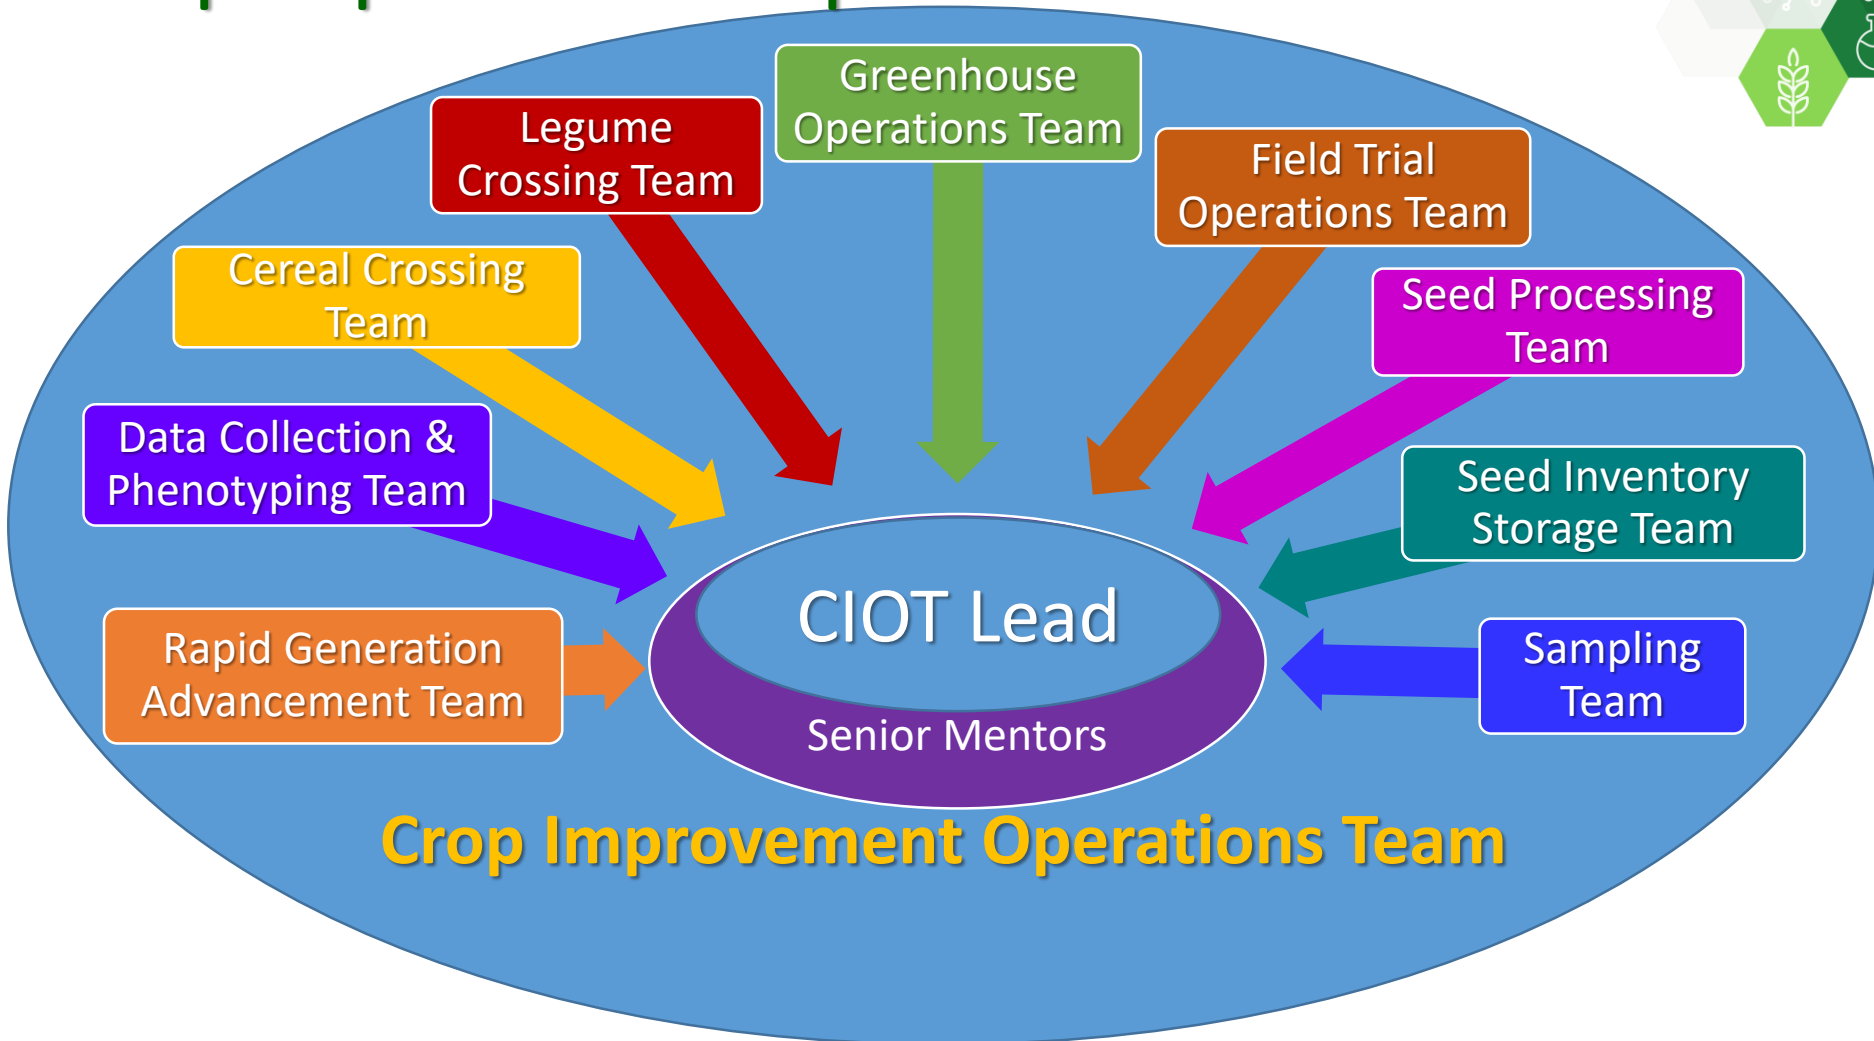 Greenhouse
Operations Team
Legume
Crossing Team
Field Trial
Operations Team
Cereal Crossing
Team
Seed Processing
Team
Data Collection &
Phenotyping Team
Seed Inventory
Storage Team
Rapid Generation
Advancement Team
CIOT Lead
Sampling
Team
Senior Mentors
Crop Improvement Operations Team